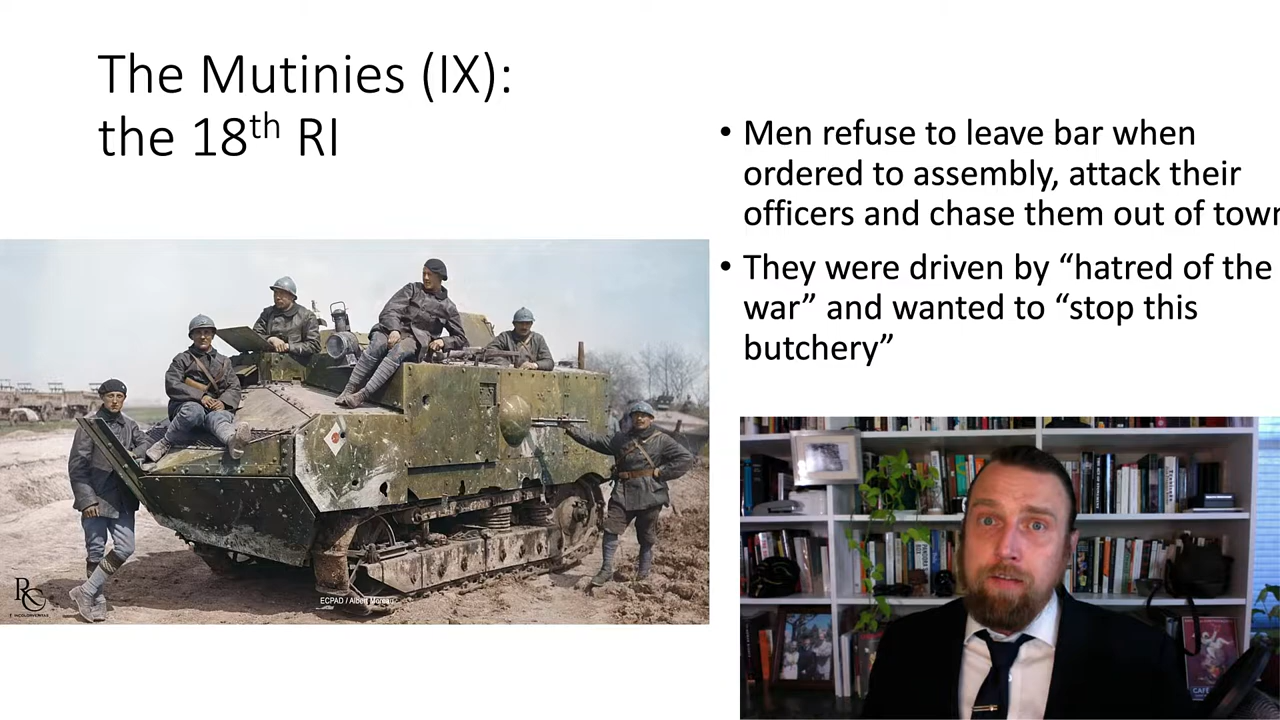 The Mutinies (IX):
the 18th RI
• Men refuse to leave bar when
ordered to assembly, attack their
officers and chase them out of town
• They were driven by “hatred of the
war” and wanted to “stop this
butchery”
RC
ECPAD / Albert Moreau
CAFÉ